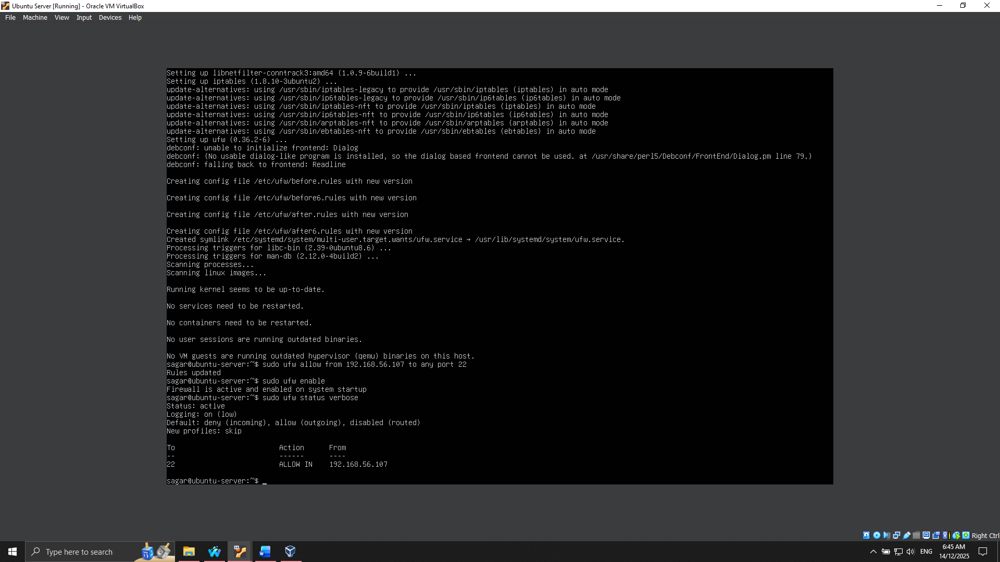 Ubuntu Server [Running] - Oracle VM VirtualBox
File Machine View Input Devices Help
Setting up libnetfilter-conntrack3:amd64 (1.0.9-6build1) ...
Setting up iptables (1.8.10-3ubuntu2) ...
update-alternatives: using /usr/sbin/iptables-legacy to provide /usr/sbin/iptables (iptables) in auto mode
update-alternatives: using /usr/sbin/ip6tables-legacy to provide /usr/sbin/ip6tables (ip6tables) in auto mode
update-alternatives: using /usr/sbin/iptables-nft to provide /usr/sbin/iptables (iptables) in auto mode
update-alternatives: using /usr/sbin/ip6tables-nft to provide /usr/sbin/ip6tables (ip6tables) in auto mode
update-alternatives: using /usr/sbin/arptables-nft to provide /usr/sbin/arptables (arptables) in auto mode
update-alternatives: using /usr/sbin/ebtables-nft to provide /usr/sbin/ebtables (ebtables) in auto mode
Setting up ufw (0.36.2-6) ...
debconf: unable to initialize frontend: Dialog
debconf: (No usable dialog-like program is installed, so the dialog based frontend cannot be used. at /usr/share/perl5/Debconf/FrontEnd/Dialog.pm line 79.)
debconf: falling back to frontend: Readline
Creating config file /etc/ufw/before.rules with new version
Creating config file /etc/ufw/before6.rules with new version
Creating config file /etc/ufw/after.rules with new version
Creating config file /etc/ufw/after6.rules with new version
Created symlink /etc/systemd/system/multi-user.target.wants/ufw.service → /usr/lib/systemd/system/ufw.service.
Processing triggers for libc-bin (2.39-0ubuntu8.6) ...
Processing triggers for man-db (2.12.0-4build2) ...
Scanning processes...
Scanning linux images...
Running kernel seems to be up-to-date.
No services need to be restarted.
No containers need to be restarted.
No user sessions are running outdated binaries.
No VM guests are running outdated hypervisor (qemu) binaries on this host.
sagar@ubuntu-server:~$ sudo ufw allow from 192.168.56.107 to any port 22
Rules updated
sagar@ubuntu-server:~$ sudo ufw enable
Firewall is active and enabled on system startup
sagar@ubuntu-server:~$ sudo ufw status verbose
Status: active
Logging: on (low)
Default: deny (incoming), allow (outgoing), disabled (routed)
New profiles: skip
To Action From
-- ------ ----
22 ALLOW IN 192.168.56.107
sagar@ubuntu-server:~$ _
Right Ctrl
Type here to search
ENG
6:45 AM
14/12/2025